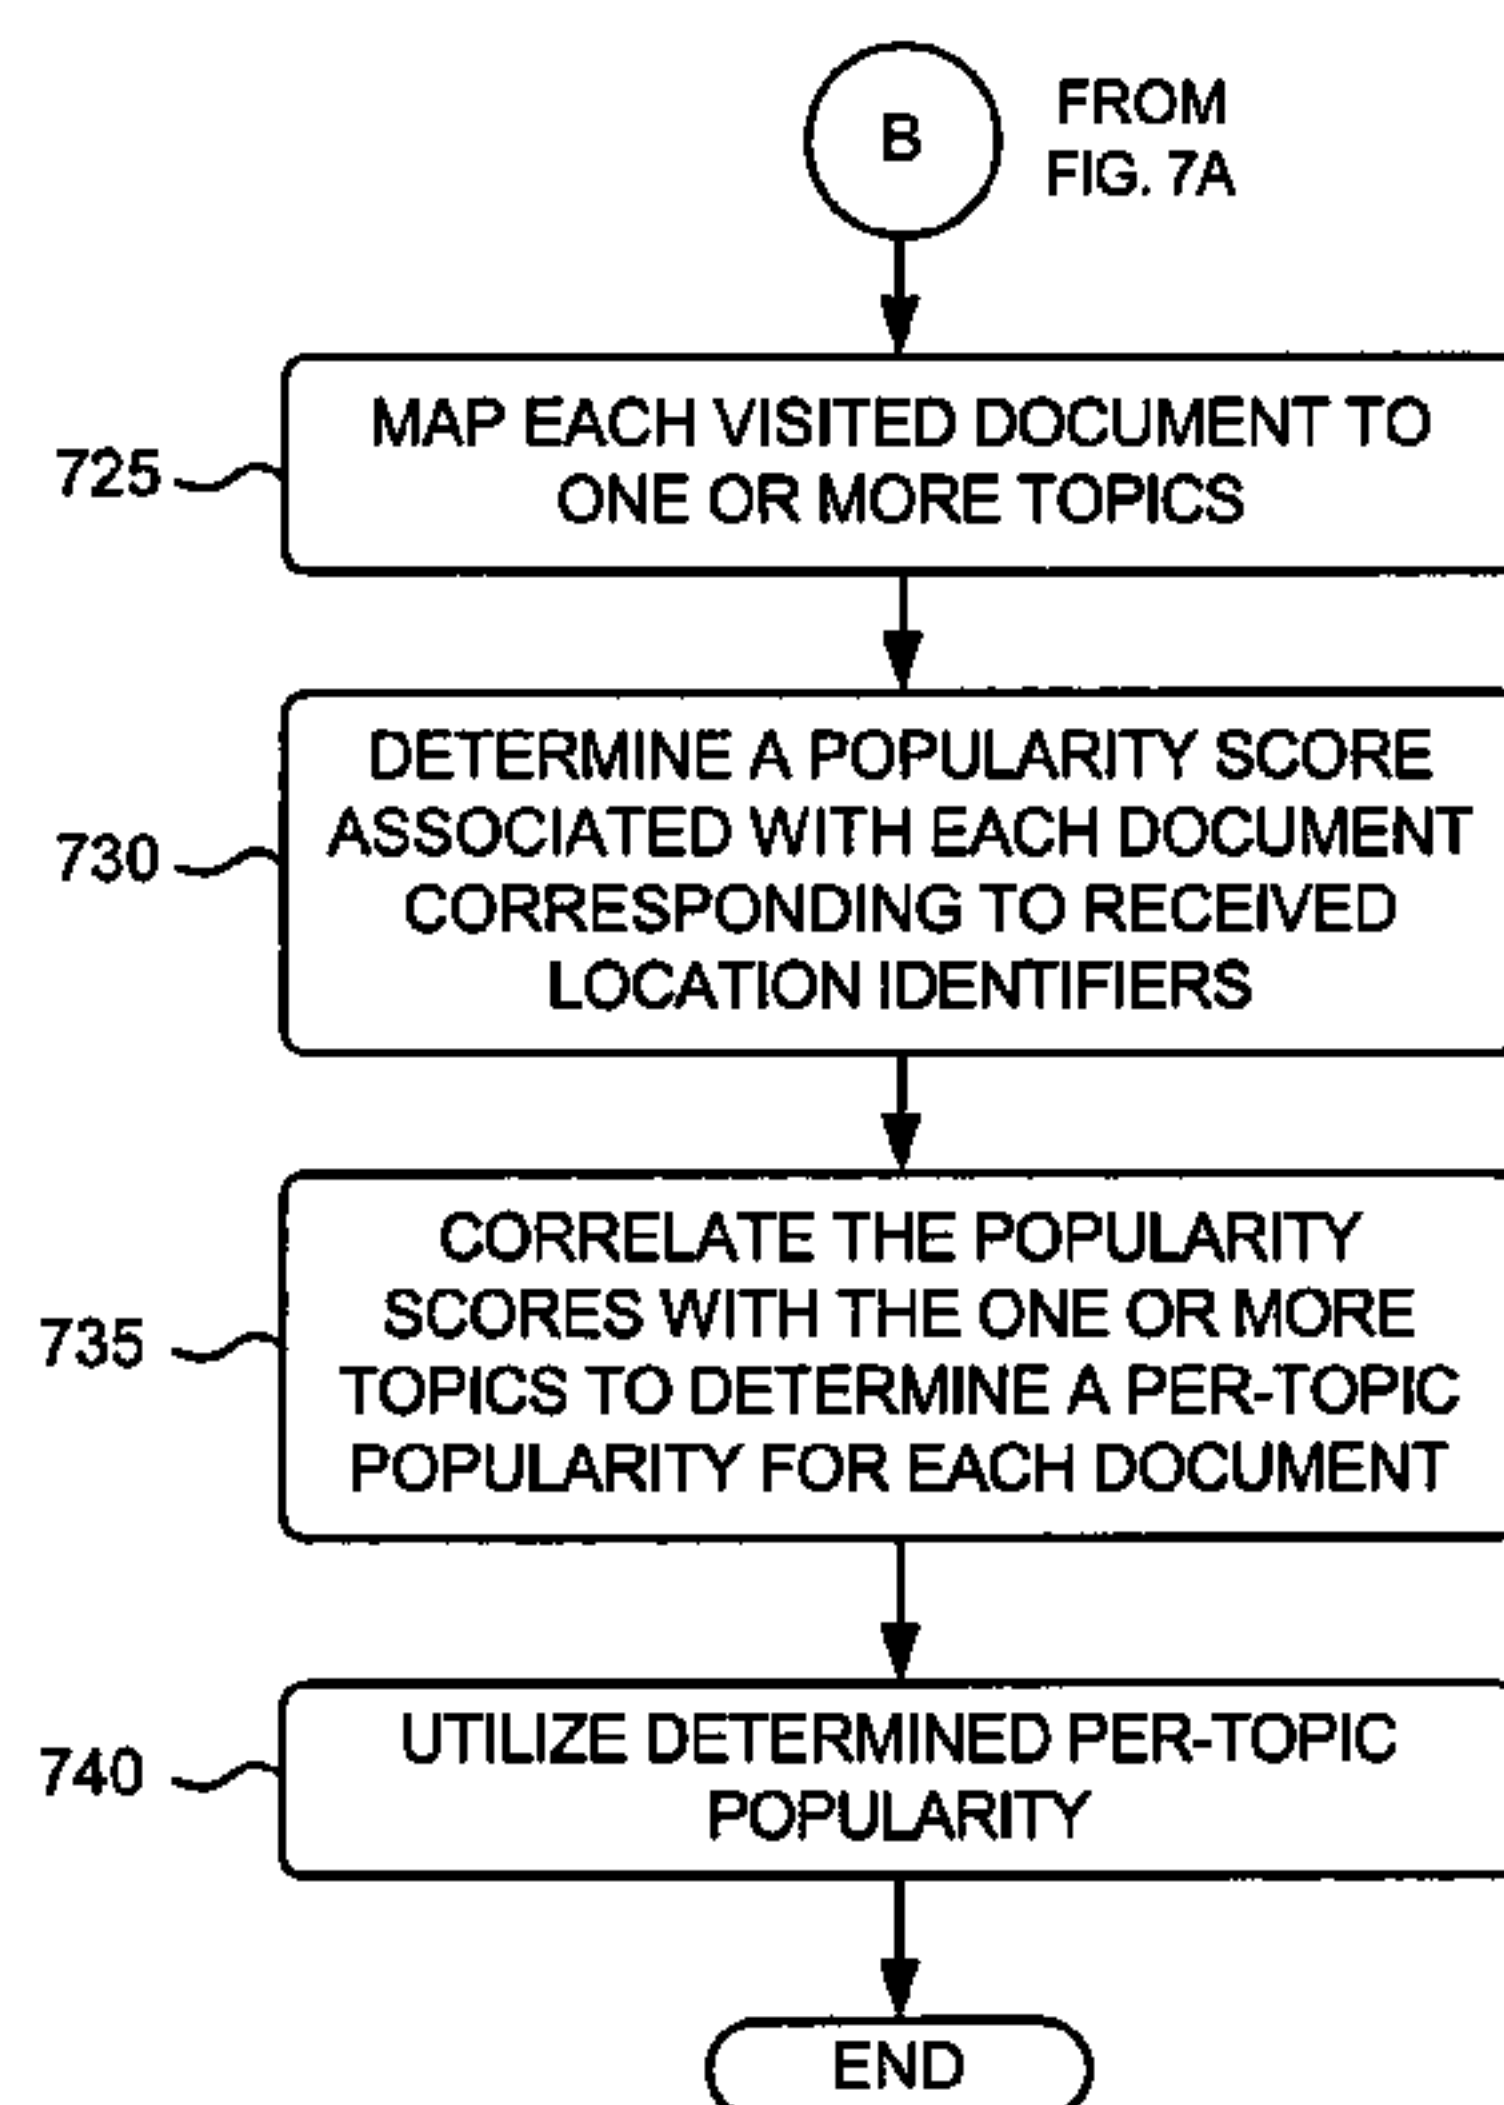 B
FROM
FIG. 7A
725
MAP EACH VISITED DOCUMENT TO
ONE OR MORE TOPICS
730
DETERMINE A POPULARITY SCORE
ASSOCIATED WITH EACH DOCUMENT
CORRESPONDING TO RECEIVED
LOCATION IDENTIFIERS
735
CORRELATE THE POPULARITY
SCORES WITH THE ONE OR MORE
TOPICS TO DETERMINE A PER-TOPIC
POPULARITY FOR EACH DOCUMENT
740
UTILIZE DETERMINED PER-TOPIC
POPULARITY
END